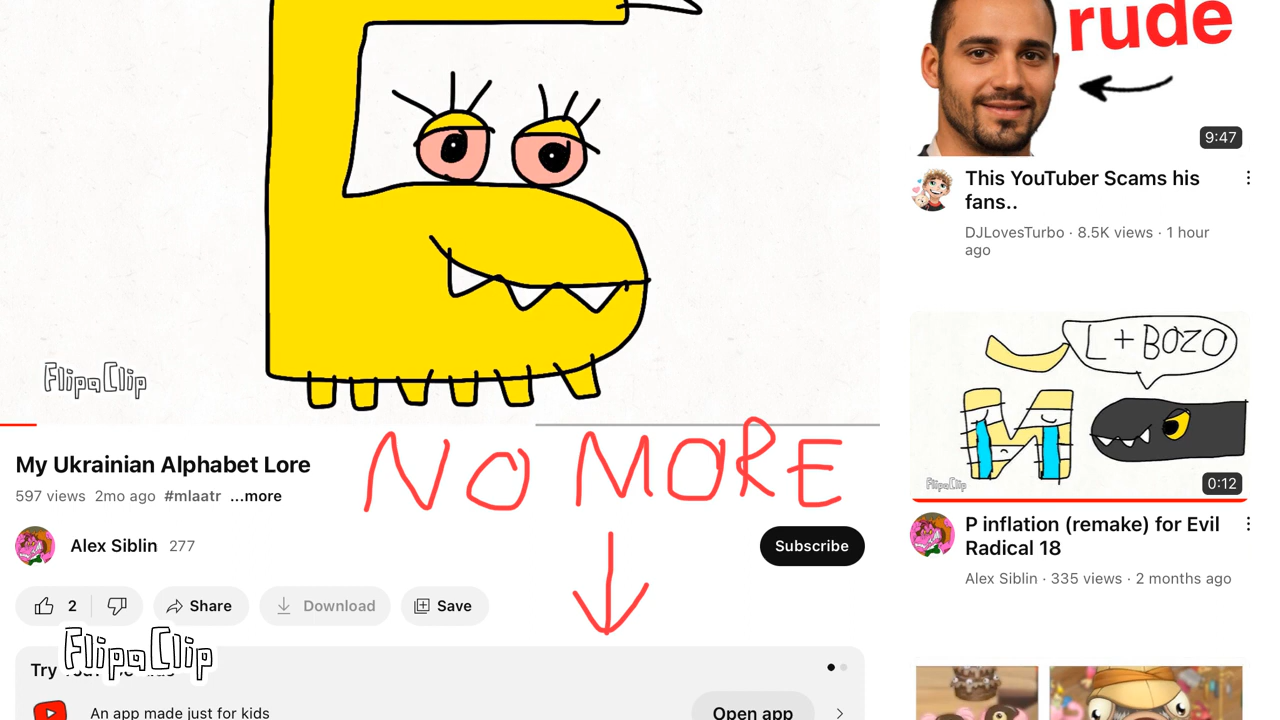 rude
9:47
This YouTuber Scams his
fans..
DJLovesTurbo · 8.5K views · 1 hour
ago
FlipaClip
My Ukrainian Alphabet Lore
597 views 2mo ago #mlaatr ...more
NO MORE
Alex Siblin 277
Subscribe
2
Share
Download
Save
FlipaClip
Try
An app made just for kids
Open app
L + BOZO
И
FlipaClip
0:12
P inflation (remake) for Evil
Radical 18
Alex Siblin · 335 views · 2 months ago